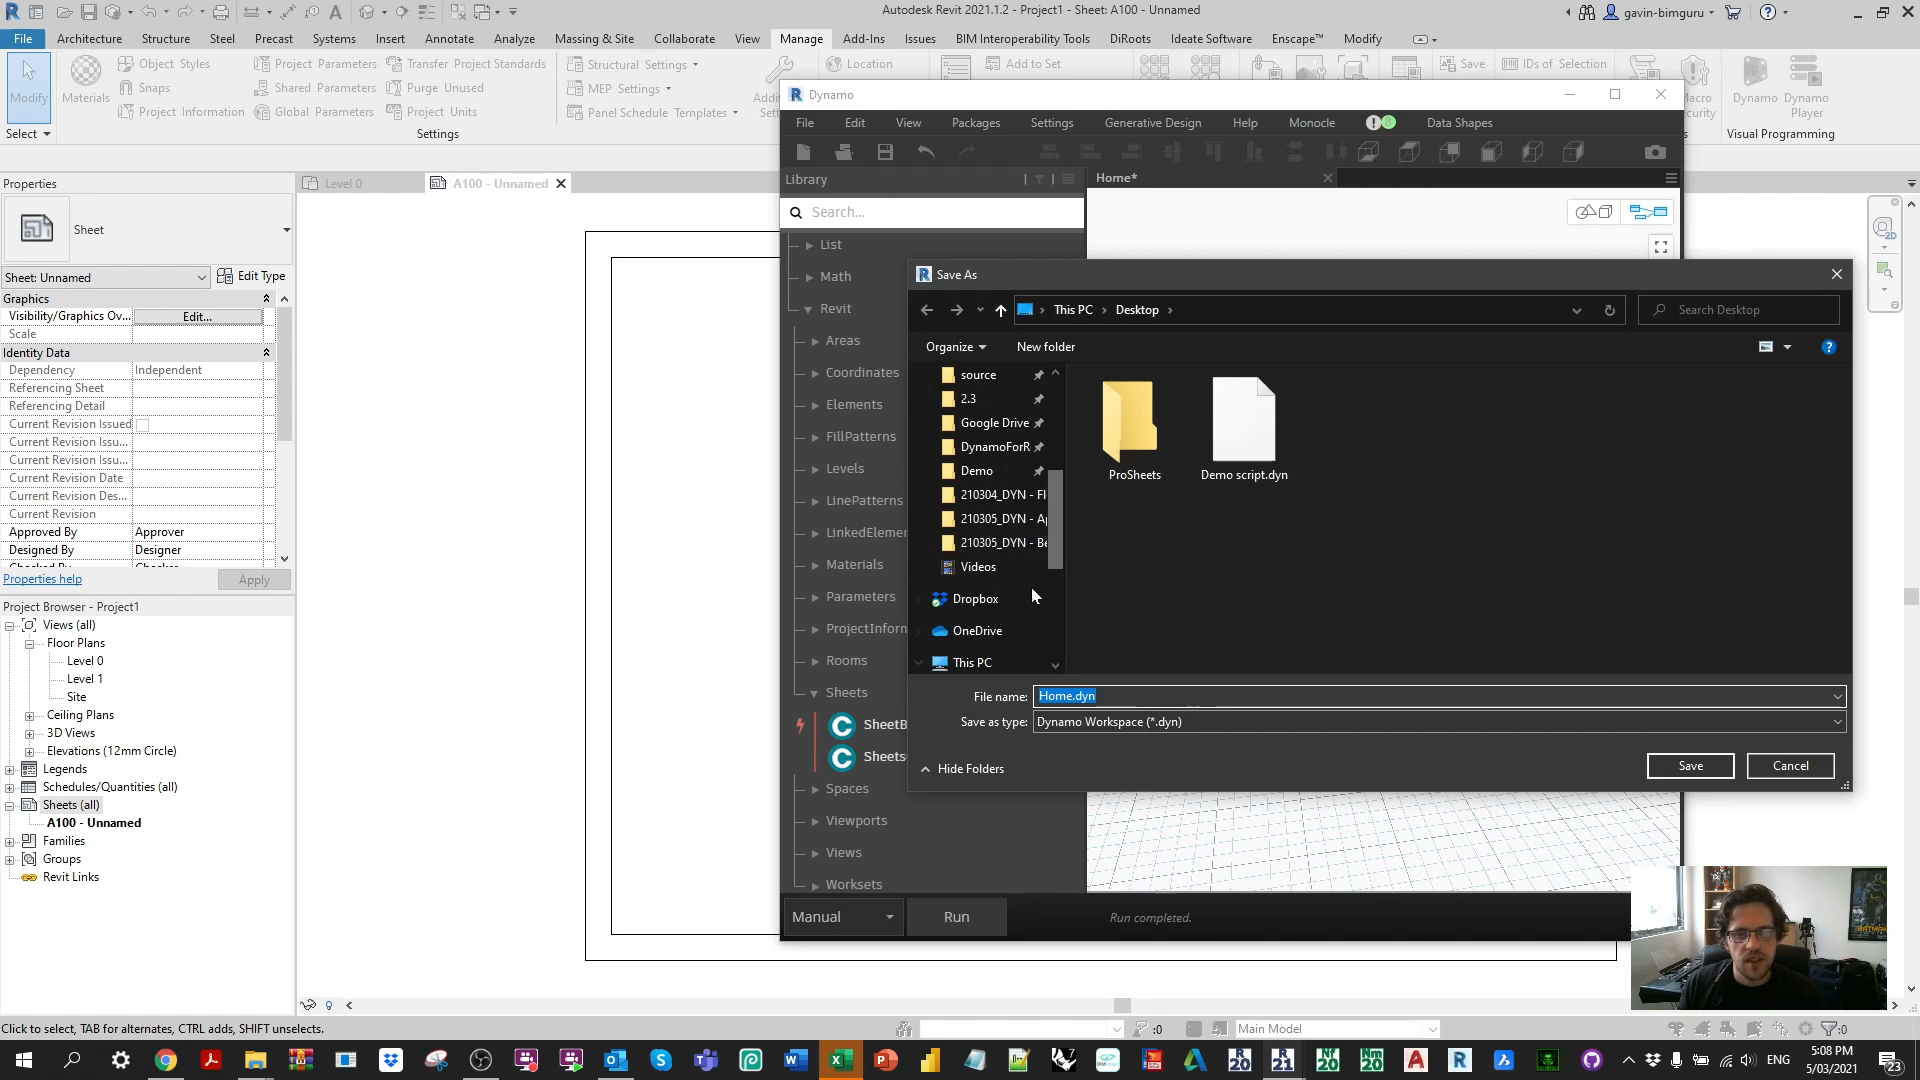 Autodesk Revit 2021.1.2 - Project1 - Sheet: A100 - Unnamed
gavin-bimguru
File
Architecture
Structure
Steel
Precast
Systems
Insert
Annotate
Analyze
Massing & Site
Collaborate
View
Manage
Add-Ins
Issues
BIM Interoperability Tools
DiRoots
Ideate Software
Enscape™
Modify
Modify
Select
Materials
Object Styles
Snaps
Project Information
Project Parameters
Shared Parameters
Global Parameters
Transfer Project Standards
Purge Unused
Project Units
Settings
Structural Settings
MEP Settings
Panel Schedule Templates
Location
Add to Set
Save
IDs of Selection
Dynamo
Dynamo Player
Visual Programming
Properties
Sheet
Sheet: Unnamed
Edit Type
Graphics
Visibility/Graphics Ov...
Edit...
Scale
Identity Data
Dependency
Independent
Referencing Sheet
Referencing Detail
Current Revision Issued
Current Revision Issu...
Current Revision Issu...
Current Revision Date
Current Revision Des...
Current Revision
Approved By
Approver
Designed By
Designer
Properties help
Apply
Project Browser - Project1
Views (all)
Floor Plans
Level 0
Level 1
Site
Ceiling Plans
3D Views
Elevations (12mm Circle)
Legends
Schedules/Quantities (all)
Sheets (all)
A100 - Unnamed
Families
Groups
Revit Links
Level 0
A100 - Unnamed
Dynamo
File
Edit
View
Packages
Settings
Generative Design
Help
Monocle
Data Shapes
Library
Home*
Search...
List
Math
Revit
Areas
Coordinates
Elements
FillPatterns
Levels
LinePatterns
LinkedElemen
Materials
Parameters
ProjectInform
Rooms
Sheets
SheetB
Sheets
Spaces
Viewports
Views
Worksets
Manual
Run
Run completed.
Save As
This PC
Desktop
Search Desktop
Organize
New folder
source
2.3
Google Drive
DynamoForR
Demo
210304_DYN - Fl
210305_DYN - Ap
210305_DYN - Be
Videos
Dropbox
OneDrive
This PC
ProSheets
Demo script.dyn
File name:
Home.dyn
Save as type:
Dynamo Workspace (*.dyn)
Hide Folders
Save
Cancel
Click to select, TAB for alternates, CTRL adds, SHIFT unselects.
:0
Main Model
:0
ENG
5:08 PM
5/03/2021
23